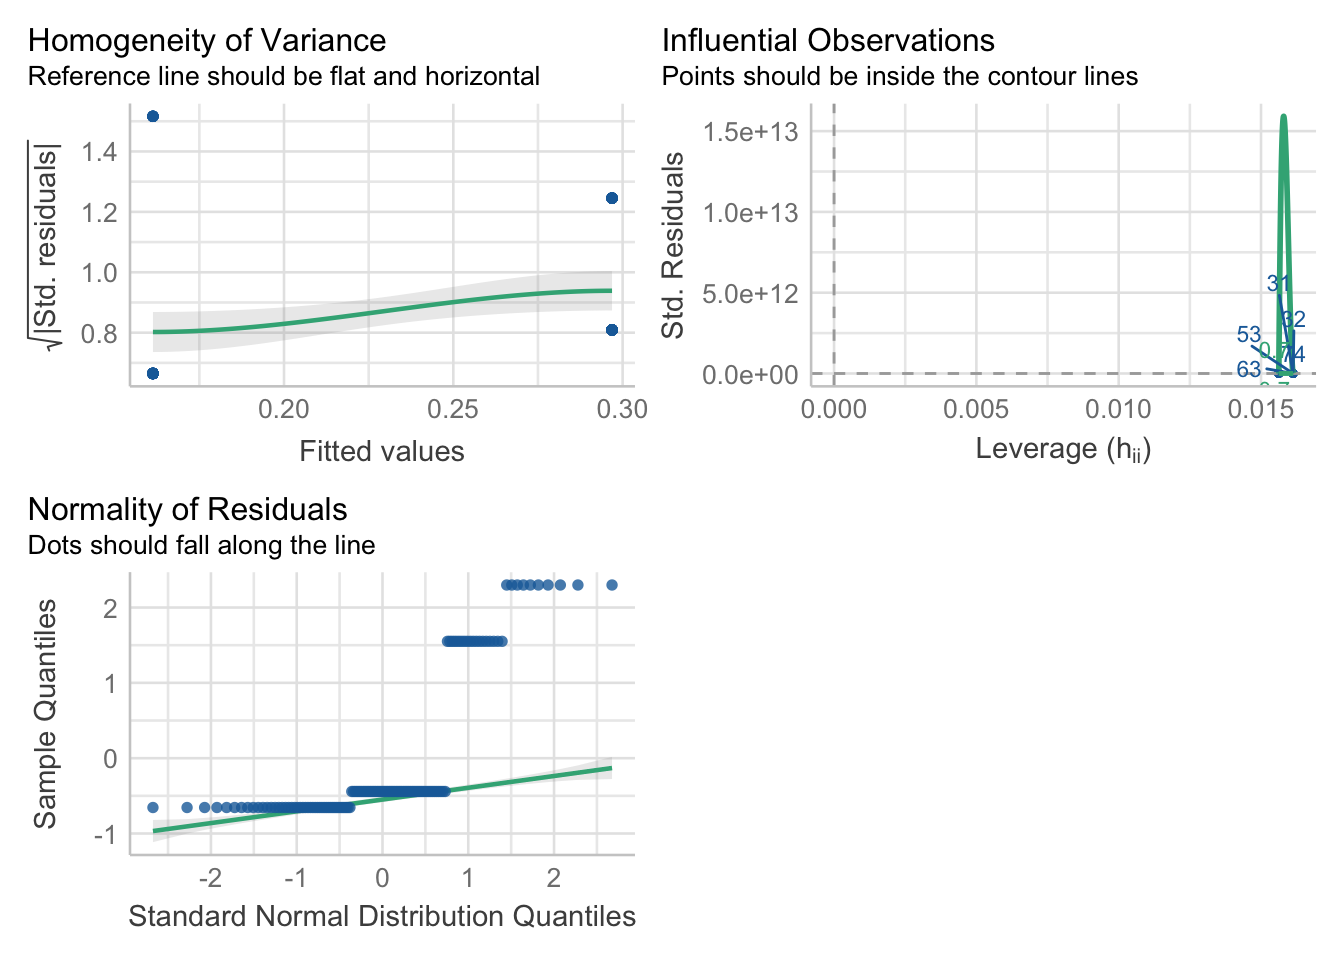 Homogeneity of Variance
Reference line should be flat and horizontal
√|Std. residuals|
1.4
1.2
1.0
0.8
0.20
0.25
0.30
Fitted values
Influential Observations
Points should be inside the contour lines
Std. Residuals
1.5e+13
1.0e+13
5.0e+12
0.0e+00
31
32
53
74
63
0.000
0.005
0.010
0.015
Leverage (hii)
Normality of Residuals
Dots should fall along the line
Sample Quantiles
2
1
0
-1
-2
-1
0
1
2
Standard Normal Distribution Quantiles